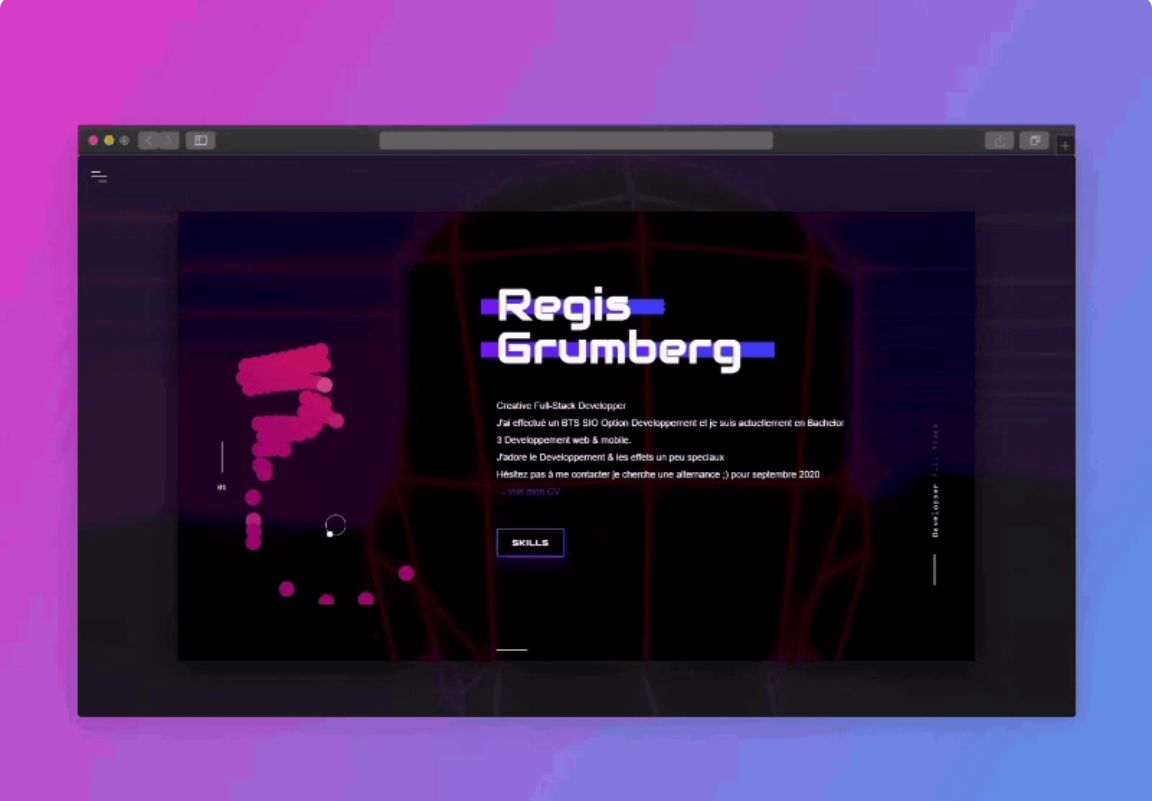 Regis
Grumberg
Creative Full-Stack Developper
J'ai effectué un BTS SIO Option Developpement et je suis actuellement en Bachelor
3 Developpement web & mobile.
J'adore le Developpement & les effets un peu speciaux
Hésitez pas à me contacter je cherche une alternance ;) pour septembre 2020
→ Voir mon CV
SKILLS
01
Developper Full-Stack